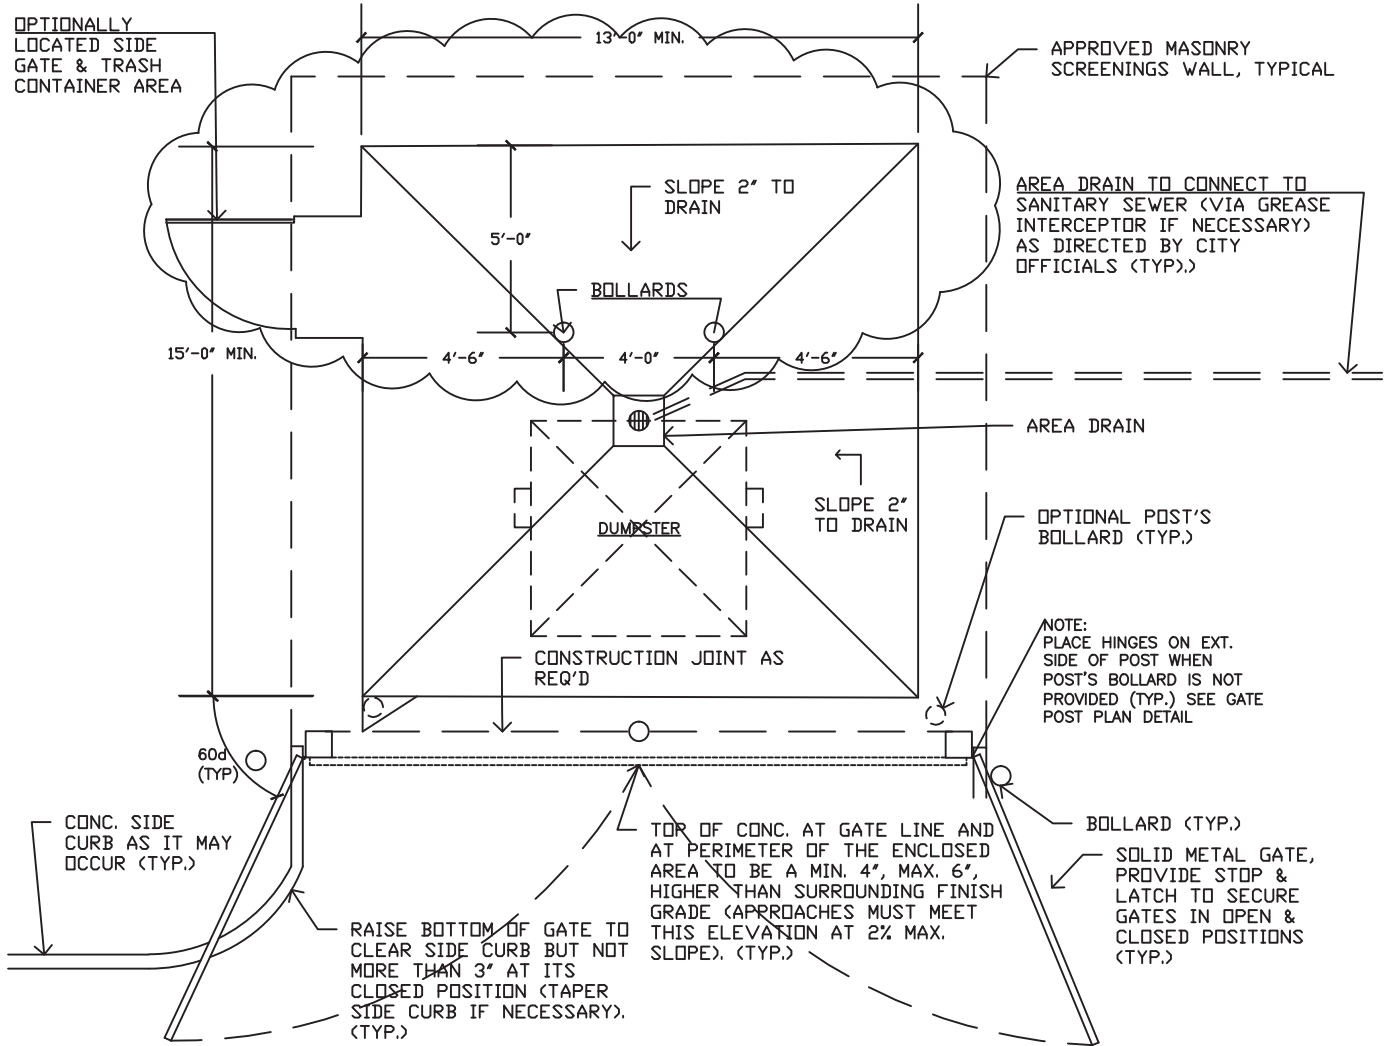 OPTIONALLY
LOCATED SIDE
GATE & TRASH
CONTAINER AREA
13'-0" MIN.
APPROVED MASONRY
SCREENINGS WALL, TYPICAL
SLOPE 2" TO
DRAIN
AREA DRAIN TO CONNECT TO
SANITARY SEWER (VIA GREASE
INTERCEPTOR IF NECESSARY)
AS DIRECTED BY CITY
OFFICIALS (TYP).)
5'-0"
BOLLARDS
15'-0" MIN.
4'-6"
4'-0"
4'-6"
AREA DRAIN
SLOPE 2"
TO DRAIN
DUMPSTER
OPTIONAL POST'S
BOLLARD (TYP.)
NOTE:
PLACE HINGES ON EXT.
SIDE OF POST WHEN
POST'S BOLLARD IS NOT
PROVIDED (TYP.) SEE GATE
POST PLAN DETAIL
CONSTRUCTION JOINT AS
REQ'D
60d
(TYP)
CONC. SIDE
CURB AS IT MAY
OCCUR (TYP.)
TOP OF CONC. AT GATE LINE AND
AT PERIMETER OF THE ENCLOSED
AREA TO BE A MIN. 4", MAX. 6",
HIGHER THAN SURROUNDING FINISH
GRADE (APPROACHES MUST MEET
THIS ELEVATION AT 2% MAX.
SLOPE). (TYP.)
BOLLARD (TYP.)
SOLID METAL GATE,
PROVIDE STOP &
LATCH TO SECURE
GATES IN OPEN &
CLOSED POSITIONS
(TYP.)
RAISE BOTTOM OF GATE TO
CLEAR SIDE CURB BUT NOT
MORE THAN 3" AT ITS
CLOSED POSITION (TAPER
SIDE CURB IF NECESSARY).
(TYP.)